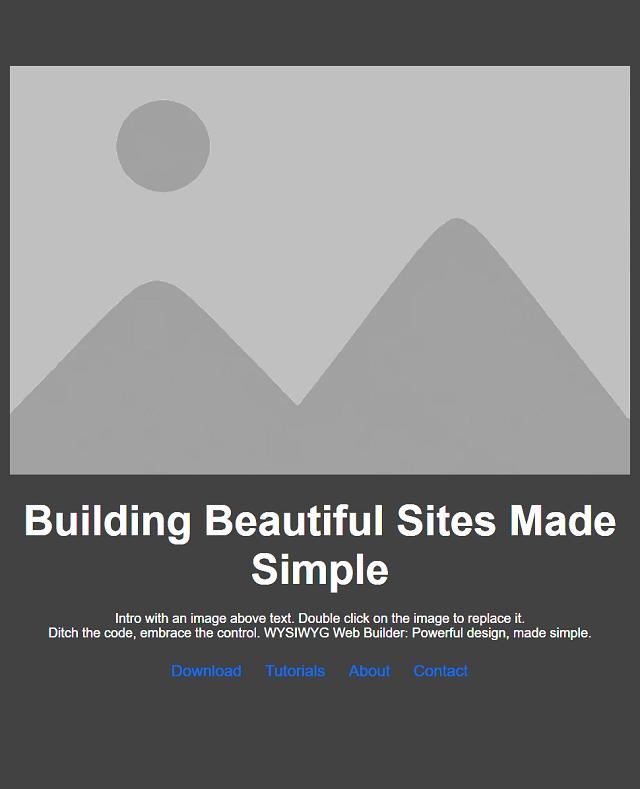 Building Beautiful Sites Made
Simple
Intro with an image above text. Double click on the image to replace it.
Ditch the code, embrace the control. WYSIWYG Web Builder: Powerful design, made simple.
Download Tutorials About Contact